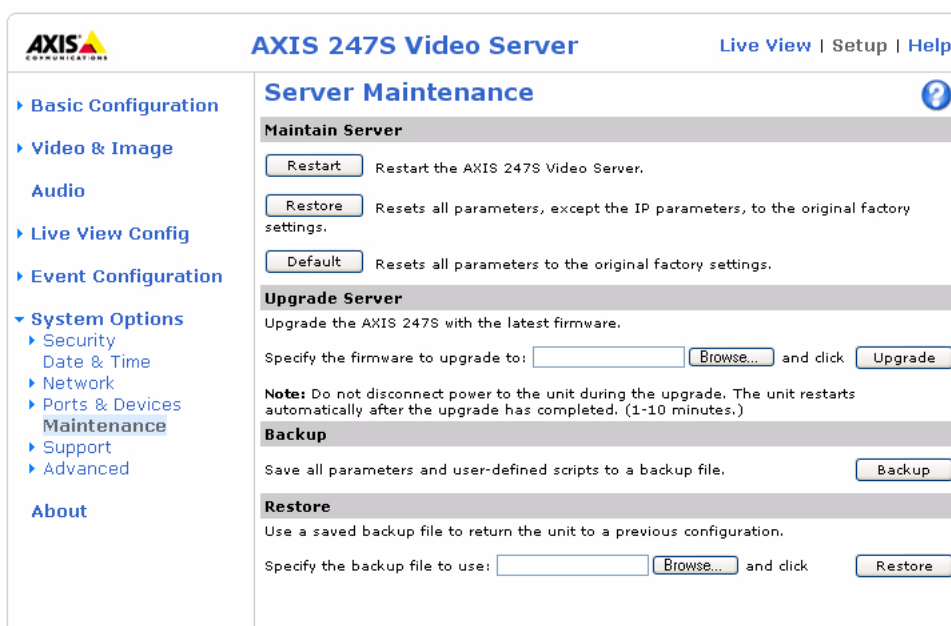 AXIS
COMMUNICATIONS
AXIS 247S Video Server
Live View | Setup | Help
Basic Configuration
Video & Image
Audio
Live View Config
Event Configuration
System Options
Security
Date & Time
Network
Ports & Devices
Maintenance
Support
Advanced
About
Server Maintenance
?
Maintain Server
Restart Restart the AXIS 247S Video Server.
Restore Resets all parameters, except the IP parameters, to the original factory
settings.
Default Resets all parameters to the original factory settings.
Upgrade Server
Upgrade the AXIS 247S with the latest firmware.
Specify the firmware to upgrade to: Browse... and click Upgrade
Note: Do not disconnect power to the unit during the upgrade. The unit restarts
automatically after the upgrade has completed. (1-10 minutes.)
Backup
Save all parameters and user-defined scripts to a backup file. Backup
Restore
Use a saved backup file to return the unit to a previous configuration.
Specify the backup file to use: Browse... and click Restore